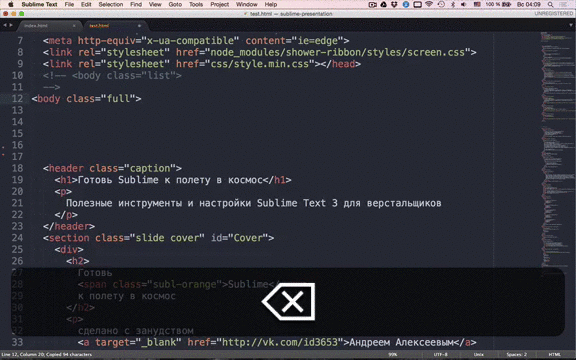 Sublime Text File Edit Selection Find View Goto Tools Project Window Help 100 % Вс 04:09
test.html — sublime-presentation
UNREGISTERED
index.html test.html
7 <meta http-equiv="x-ua-compatible" content="ie=edge">
8 <link rel="stylesheet" href="node_modules/shower-ribbon/styles/screen.css">
9 <link rel="stylesheet" href="css/style.min.css"></head>
10 <!-- <body class="list">
11 -->
12 <body class="full">
13
14
15
16
17
18 <header class="caption">
19 <h1>Готовь Sublime к полету в космос</h1>
20 <p>
21 Полезные инструменты и настройки Sublime Text 3 для верстальщиков
22 </p>
23 </header>
24 <section class="slide cover" id="Cover">
25 <div>
26 <h2>
27 Готовь
28 <span class="subl-orange">Sublime</
29 к полету в космос
30 </h2>
31 <p>
32 сделано с занудством
33 <a target="_blank" href="http://vk.com/id3653">Андреем Алексеевым</a>
Line 12, Column 20; Copied 94 characters 99% UTF-8 Unix Spaces: 2 HTML